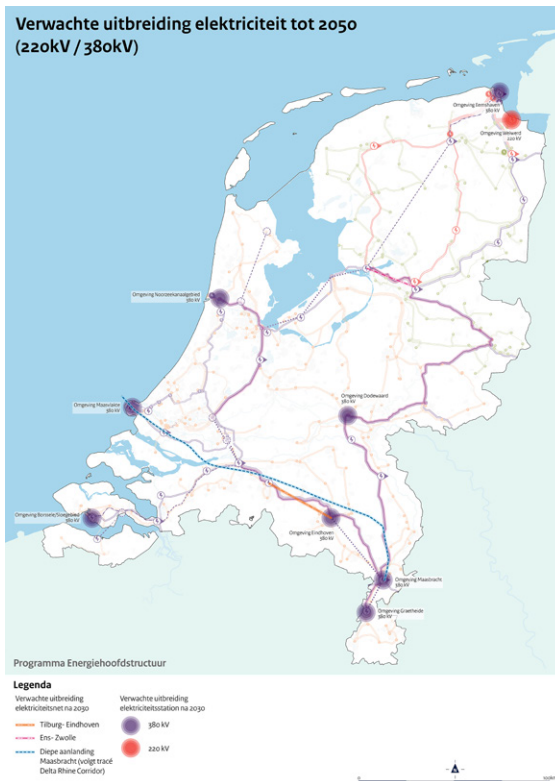 Verwachte uitbreiding elektriciteit tot 2050
(220kV / 380kV)
Omgeving Eemshaven
380 kV
Omgeving Weiwerd
220 kV
Omgeving Noordzeekanaalgebied
380 kV
Omgeving Maasvlakte
380 kV
Omgeving Dodewaard
380 kV
Omgeving Borssele/Sloegebied
380 kV
Omgeving Eindhoven
380 kV
Omgeving Maasbracht
380 kV
Omgeving Graetheide
380 kV
Programma Energiehoofdstructuur
Legenda
Verwachte uitbreiding
elektriciteitsnet na 2030
Tilburg- Eindhoven
Ens- Zwolle
Diepe aanlanding
Maasbracht (volgt tracé
Delta Rhine Corridor)
Verwachte uitbreiding
elektriciteitsstation na 2030
380 kV
220 kV